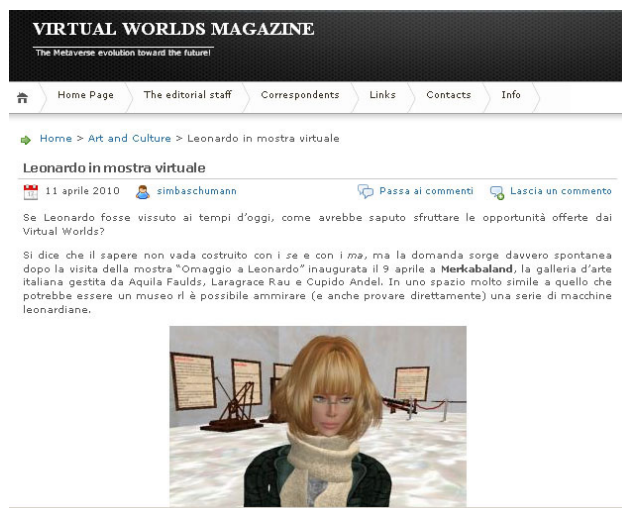 VIRTUAL WORLDS MAGAZINE
The Metaverse evolution toward the future!
Home Page The editorial staff Correspondents Links Contacts Info
Home > Art and Culture > Leonardo in mostra virtuale
Leonardo in mostra virtuale
11 aprile 2010 simbaschumann Passa ai commenti Lascia un commento
Se Leonardo fosse vissuto ai tempi d'oggi, come avrebbe saputo sfruttare le opportunità offerte dai
Virtual Worlds?
Si dice che il sapere non vada costruito con i se e con i ma, ma la domanda sorge davvero spontanea
dopo la visita della mostra "Omaggio a Leonardo" inaugurata il 9 aprile a Merkabaland, la galleria d'arte
italiana gestita da Aquila Faulds, Laragrace Rau e Cupido Andel. In uno spazio molto simile a quello che
potrebbe essere un museo rl è possibile ammirare (e anche provare direttamente) una serie di macchine
leonardiane.